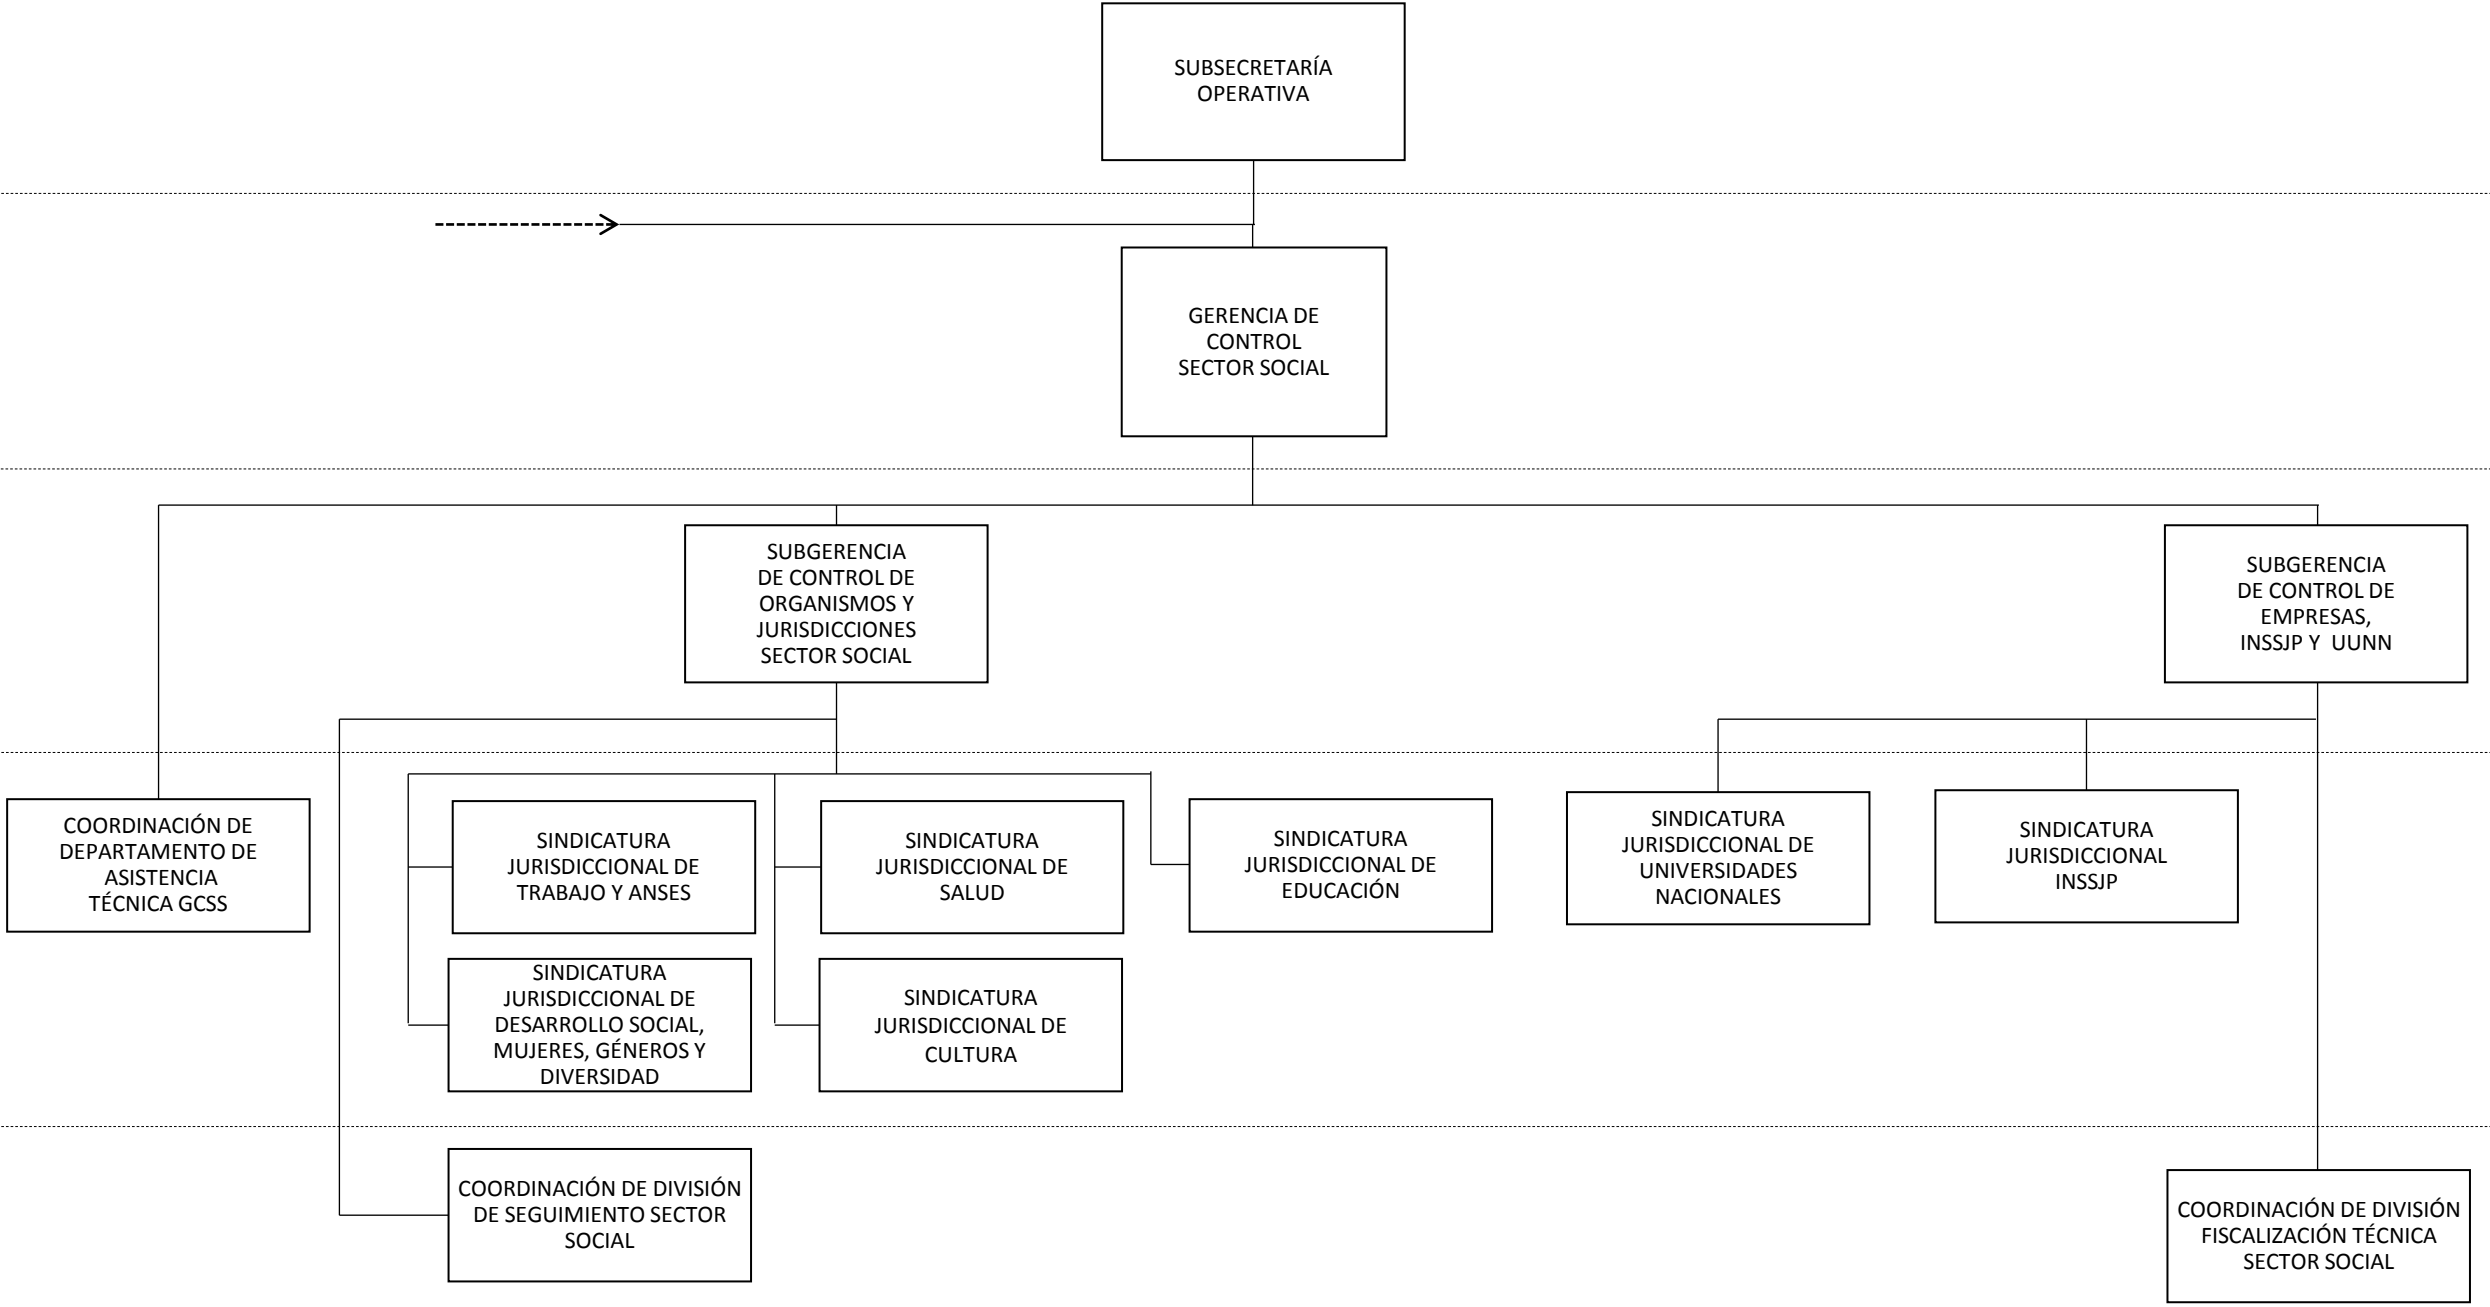 SUBSECRETARÍA
OPERATIVA
GERENCIA DE
CONTROL
SECTOR SOCIAL
SUBGERENCIA
DE CONTROL DE
ORGANISMOS Y
JURISDICCIONES
SECTOR SOCIAL
SUBGERENCIA
DE CONTROL DE
EMPRESAS,
INSSJP Y UUNN
COORDINACIÓN DE
DEPARTAMENTO DE
ASISTENCIA
TÉCNICA GCSS
SINDICATURA
JURISDICCIONAL DE
TRABAJO Y ANSES
SINDICATURA
JURISDICCIONAL DE
SALUD
SINDICATURA
JURISDICCIONAL DE
EDUCACIÓN
SINDICATURA
JURISDICCIONAL DE
UNIVERSIDADES
NACIONALES
SINDICATURA
JURISDICCIONAL
INSSJP
SINDICATURA
JURISDICCIONAL DE
DESARROLLO SOCIAL,
MUJERES, GÉNEROS Y
DIVERSIDAD
SINDICATURA
JURISDICCIONAL DE
CULTURA
COORDINACIÓN DE DIVISIÓN
DE SEGUIMIENTO SECTOR
SOCIAL
COORDINACIÓN DE DIVISIÓN
FISCALIZACIÓN TÉCNICA
SECTOR SOCIAL